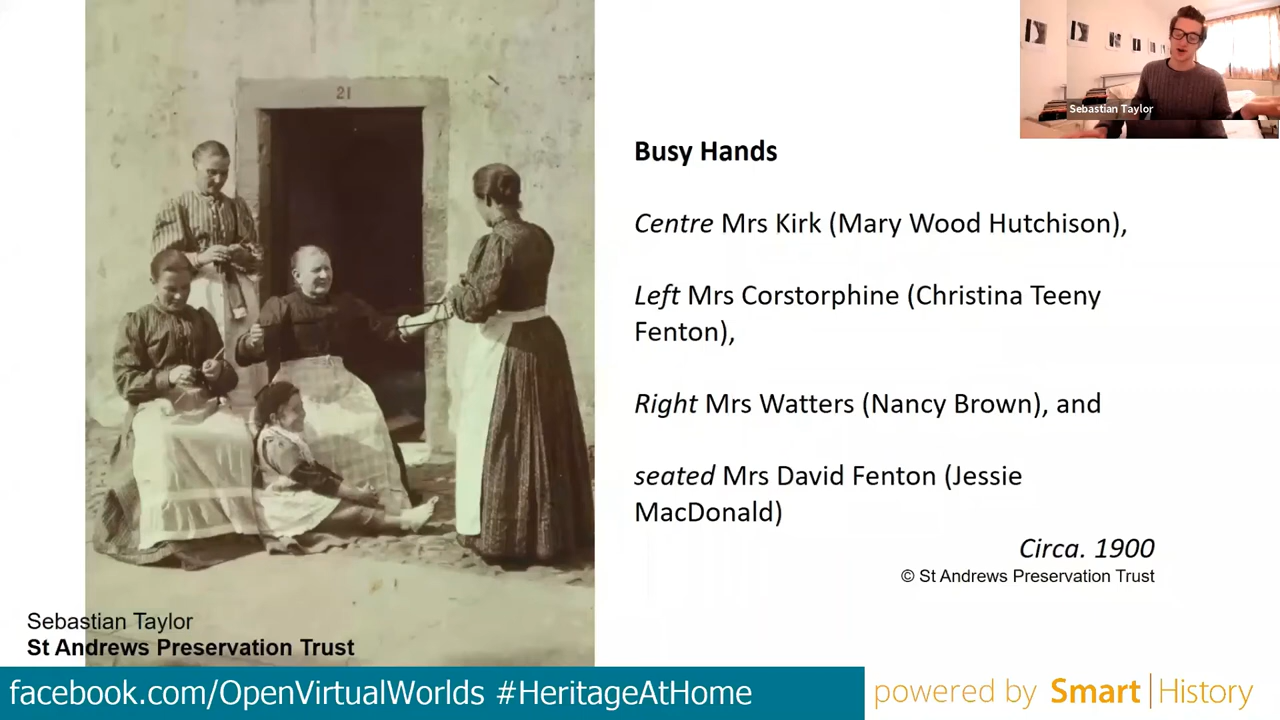 21
Sebastian Taylor
Busy Hands
Centre Mrs Kirk (Mary Wood Hutchison),
Left Mrs Corstorphine (Christina Teeny
Fenton),
Right Mrs Watters (Nancy Brown), and
seated Mrs David Fenton (Jessie
MacDonald)
Circa. 1900
© St Andrews Preservation Trust
Sebastian Taylor
St Andrews Preservation Trust
facebook.com/OpenVirtualWorlds #HeritageAtHome
powered by Smart|History